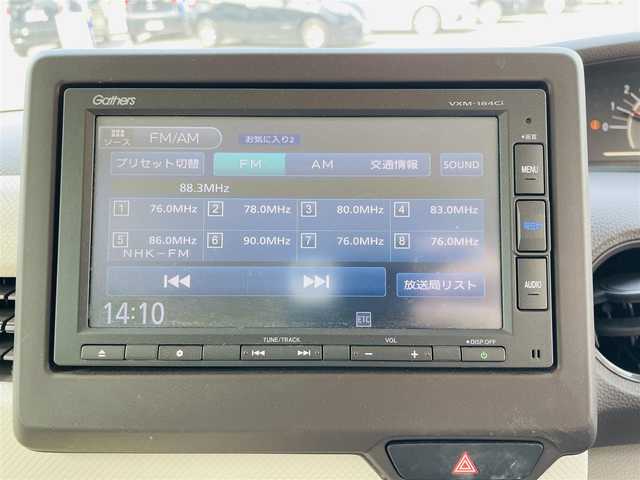 Gathers
VXM-184Ci
ソース FM/AM お気に入り2
プリセット切替 FM AM 交通情報 SOUND
88.3MHz
1 76.0MHz 2 78.0MHz 3 80.0MHz 4 83.0MHz
5 86.0MHz 6 90.0MHz 7 76.0MHz 8 76.0MHz
NHK-FM
放送局リスト
14:10
ETC
MENU
AUDIO
TUNE/TRACK VOL DISP OFF